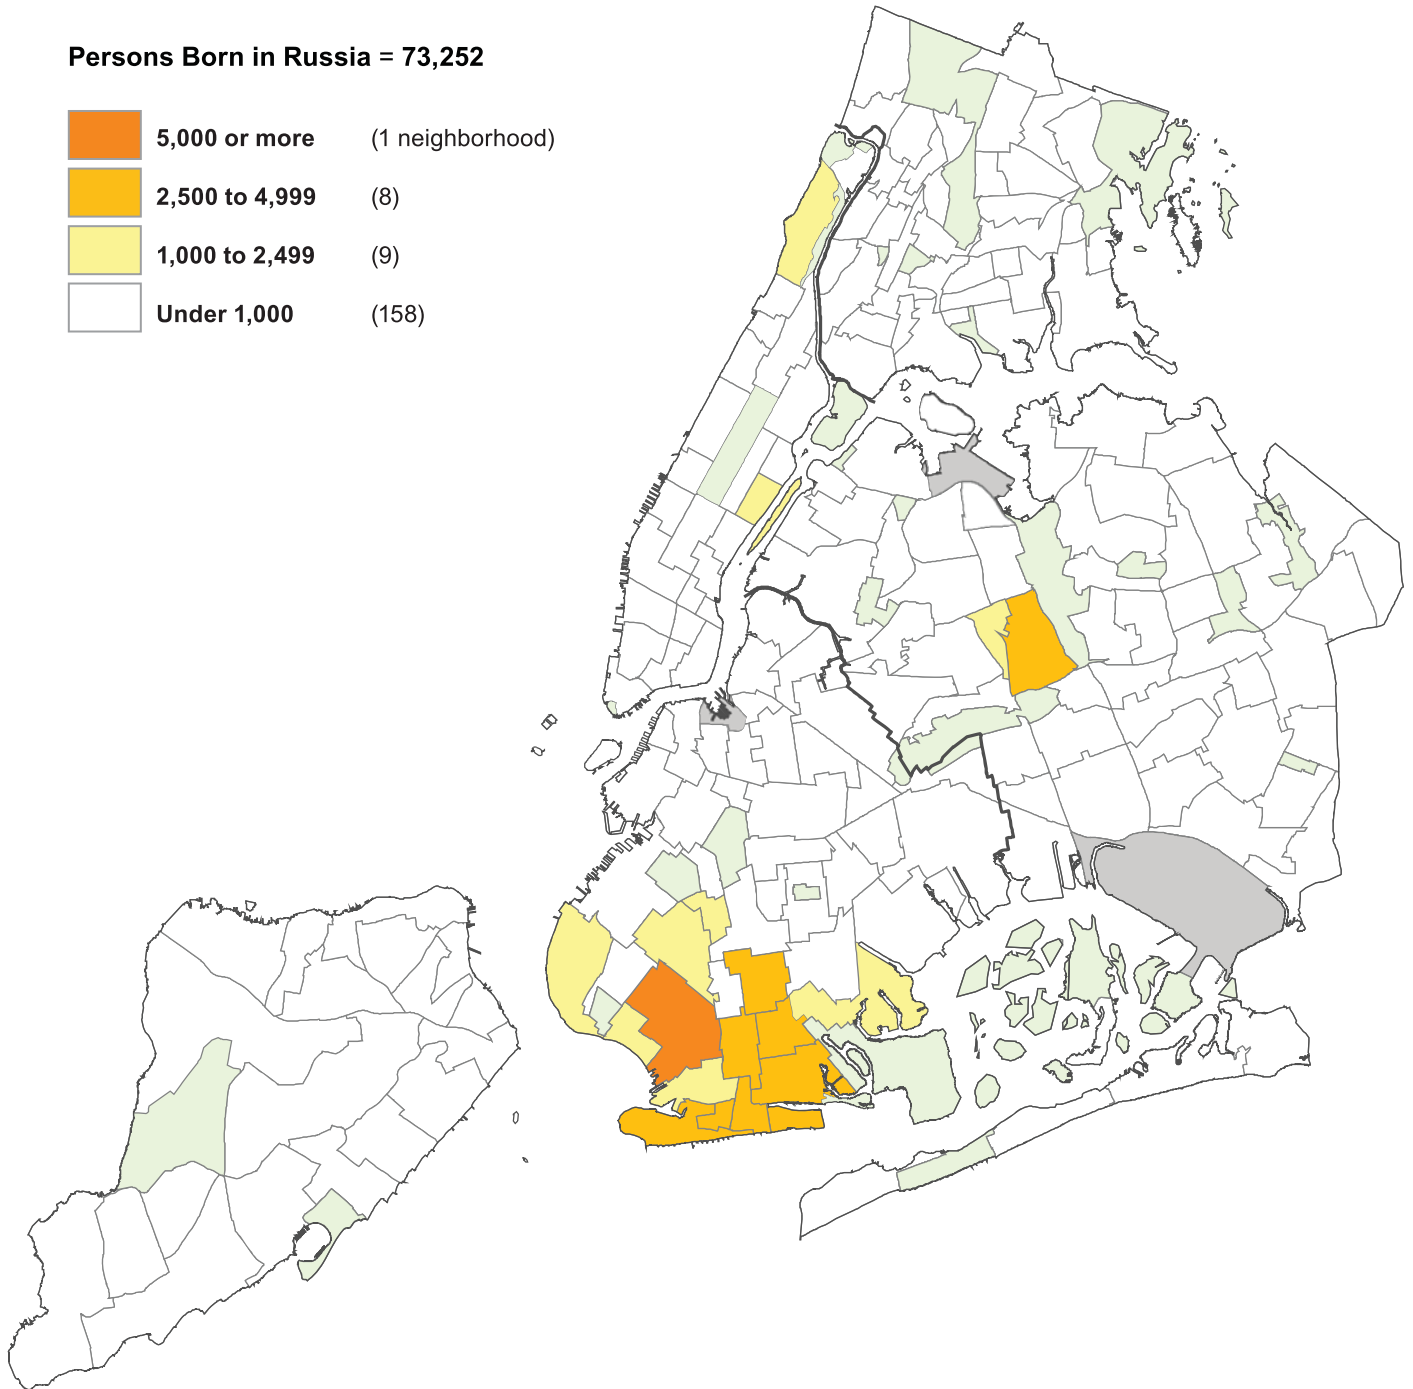 Persons Born in Russia = 73,252
5,000 or more (1 neighborhood)
2,500 to 4,999 (8)
1,000 to 2,499 (9)
Under 1,000 (158)